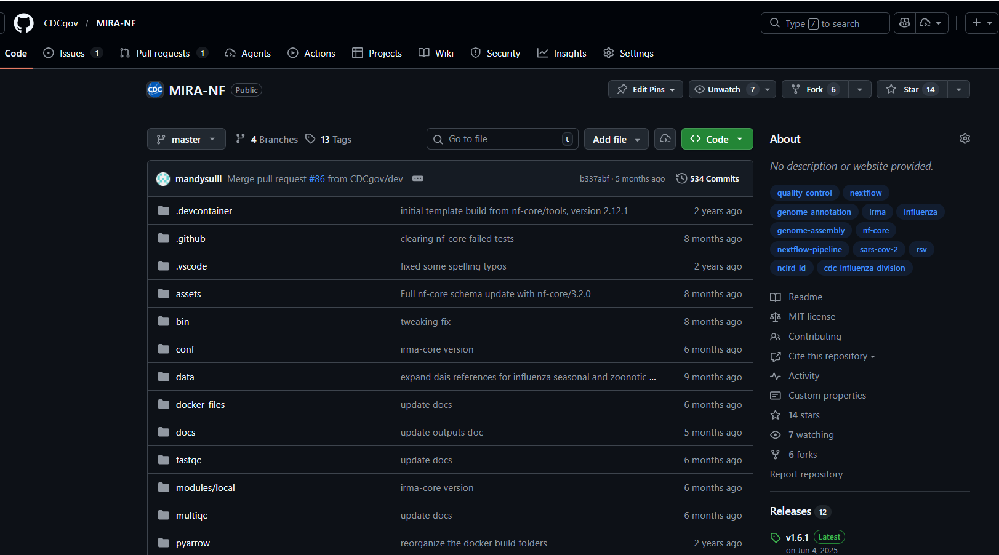 CDCgov / MIRA-NF
Type / to search
Code Issues 1 Pull requests 1 Agents Actions Projects Wiki Security Insights Settings
CDC MIRA-NF Public
Edit Pins Unwatch 7 Fork 6 Star 14
master 4 Branches 13 Tags Go to file t Add file Code
mandysulli Merge pull request #86 from CDCgov/dev b337abf · 5 months ago 534 Commits
.devcontainer initial template build from nf-core/tools, version 2.12.1 2 years ago
.github clearing nf-core failed tests 8 months ago
.vscode fixed some spelling typos 2 years ago
assets Full nf-core schema update with nf-core/3.2.0 8 months ago
bin tweaking fix 8 months ago
conf irma-core version 6 months ago
data expand dais references for influenza seasonal and zoonotic ... 9 months ago
docker_files update docs 6 months ago
docs update outputs doc 5 months ago
fastqc update docs 6 months ago
modules/local irma-core version 6 months ago
multiqc update docs 6 months ago
pyarrow reorganize the docker build folders 2 years ago
About
No description or website provided.
quality-control nextflow
genome-annotation irma influenza
genome-assembly nf-core
nextflow-pipeline sars-cov-2 rsv
ncird-id cdc-influenza-division
Readme
MIT license
Contributing
Cite this repository
Activity
Custom properties
14 stars
7 watching
6 forks
Report repository
Releases 12
v1.6.1 Latest
on Jun 4, 2025